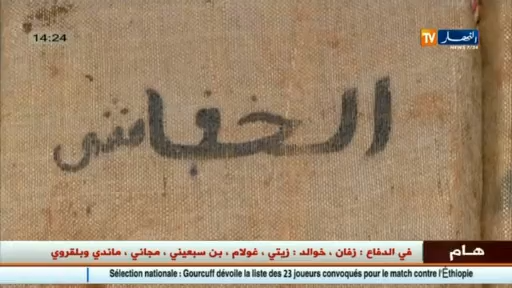 14:24
TV النهار
NEWS 7/24
الخفاش
هام
في الدفاع : زفان ، خوالد : زيتي ، غولام ، بن سبعيني ، مجاني ، ماندي وبلقروي
Sélection nationale : Gourcuff dévoile la liste des 23 joueurs convoqués pour le match contre l'Éthiopie